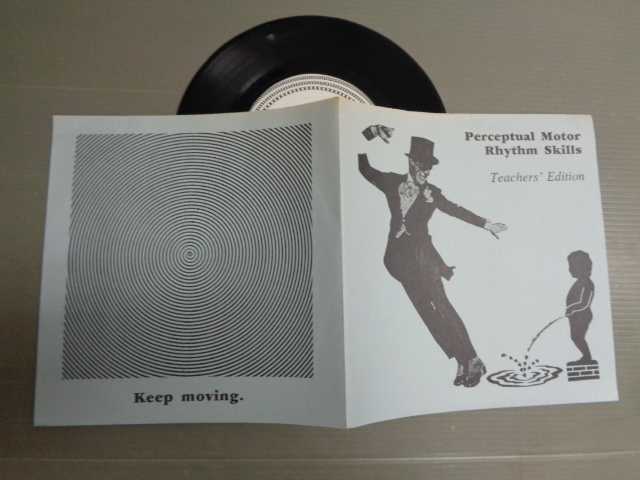 Keep moving.
Perceptual Motor
Rhythm Skills
Teachers' Edition